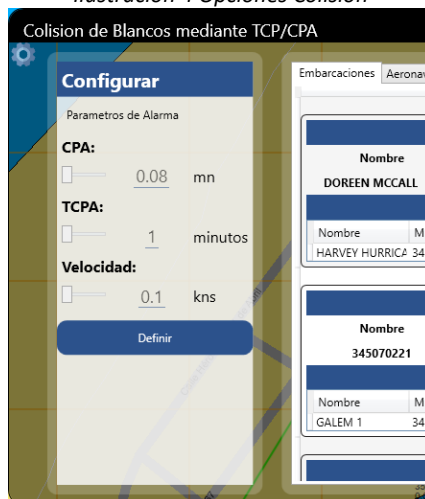 Ilustración 4 Opciones Colisión
Colision de Blancos mediante TCP/CPA
Configurar
Parametros de Alarma
CPA:
0.08 mn
TCPA:
1 minutos
Velocidad:
0.1 kns
Definir
Embarcaciones
Nombre
DOREEN MCCALL
Nombre M
HARVEY HURRICA 34
Nombre
345070221
Nombre M
GALEM 1 34